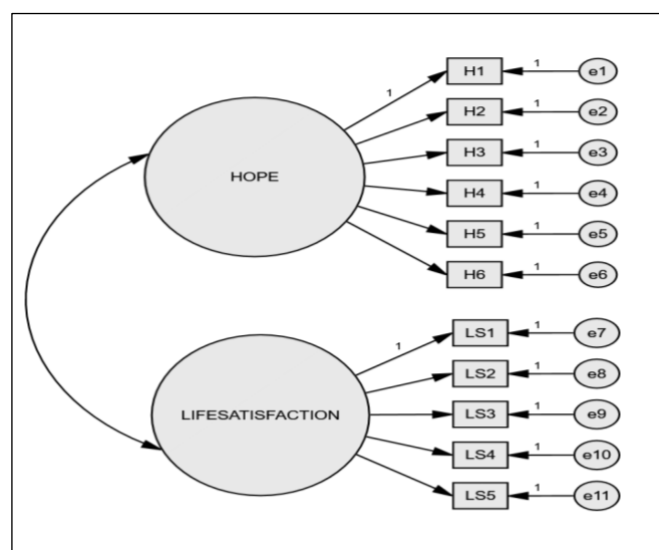 1 H1 1 e1
H2 1 e2
H3 1 e3
HOPE
H4 1 e4
H5 1 e5
H6 1 e6
1 LS1 1 e7
LS2 1 e8
LIFESATISFACTION LS3 1 e9
LS4 1 e10
LS5 1 e11